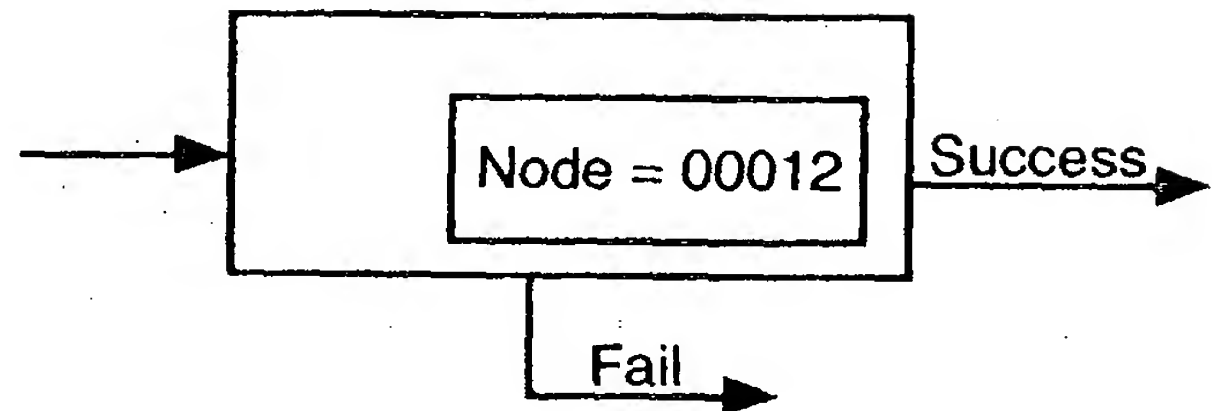 Node = 00012
Success
Fail